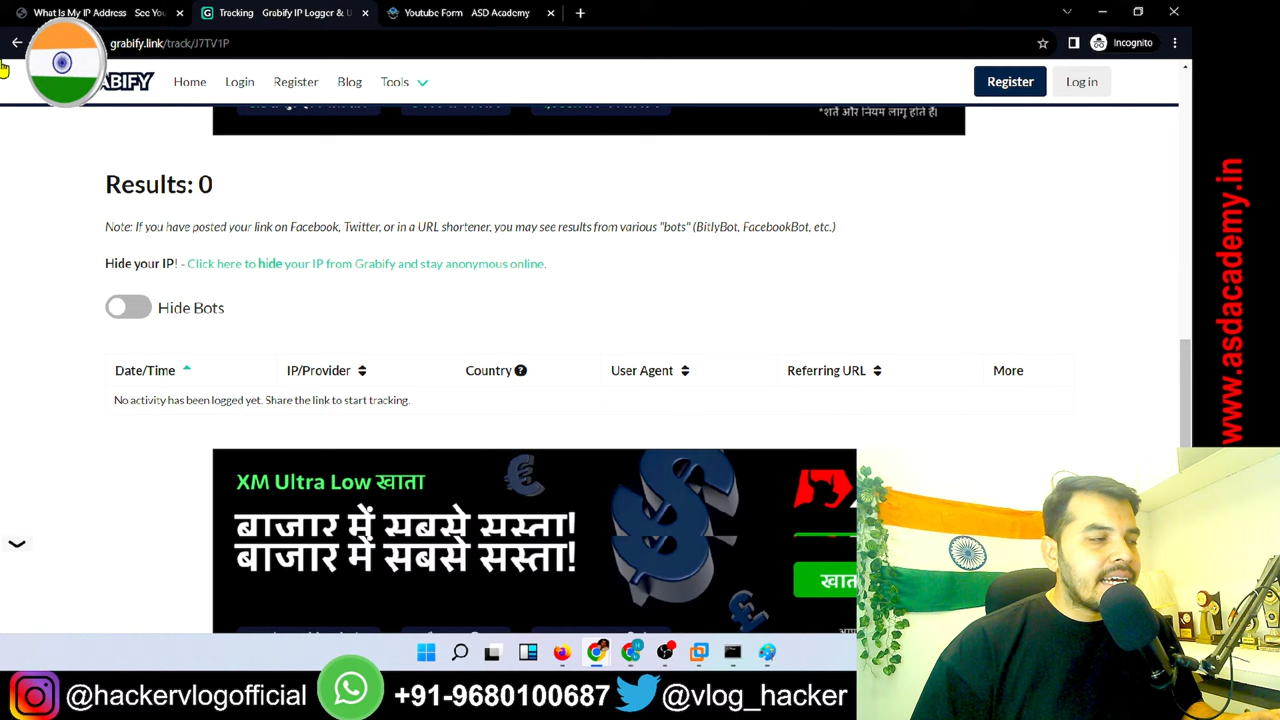 What Is My IP Address   See You
Tracking   Grabify IP Logger & U
Youtube Form   ASD Academy
grabify.link/track/J7TV1P
Incognito
Home
Login
Register
Blog
Tools
Register
Log in
*शर्तें और नियम लागू होते हैं।
Results: 0
Note: If you have posted your link on Facebook, Twitter, or in a URL shortener, you may see results from various "bots" (BitlyBot, FacebookBot, etc.)
Hide your IP! - Click here to hide your IP from Grabify and stay anonymous online.
Hide Bots
Date/Time
IP/Provider
Country
User Agent
Referring URL
More
No activity has been logged yet. Share the link to start tracking.
XM Ultra Low खाता
बाजार में सबसे सस्ता!
बाजार में सबसे सस्ता!
www.asdacademy.in
@hackervlogofficial
+91-9680100687
@vlog_hacker